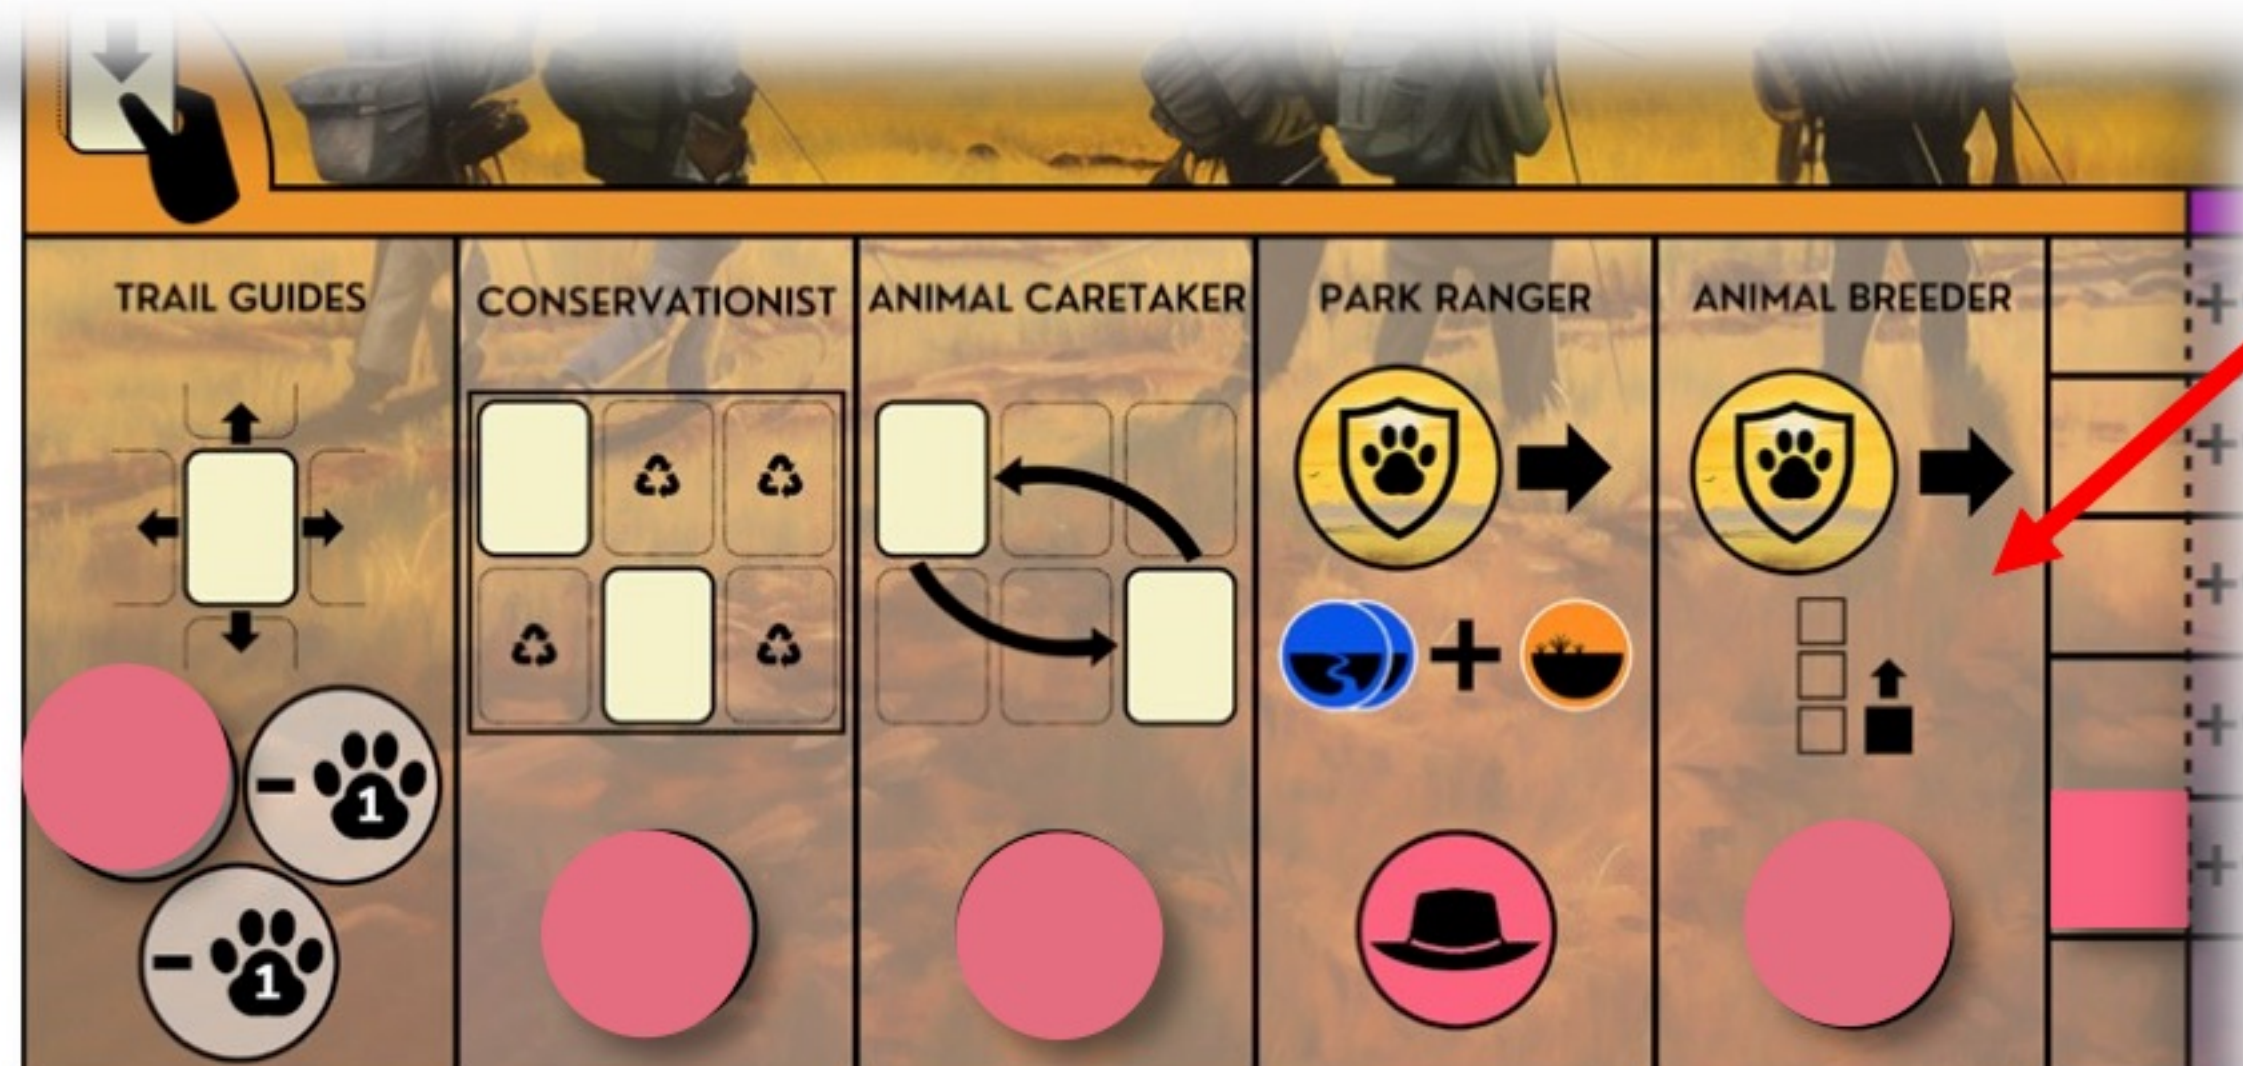 TRAIL GUIDES
CONSERVATIONIST
ANIMAL CARETAKER
PARK RANGER
ANIMAL BREEDER
+
+
+
+
+
+
- 1
- 1